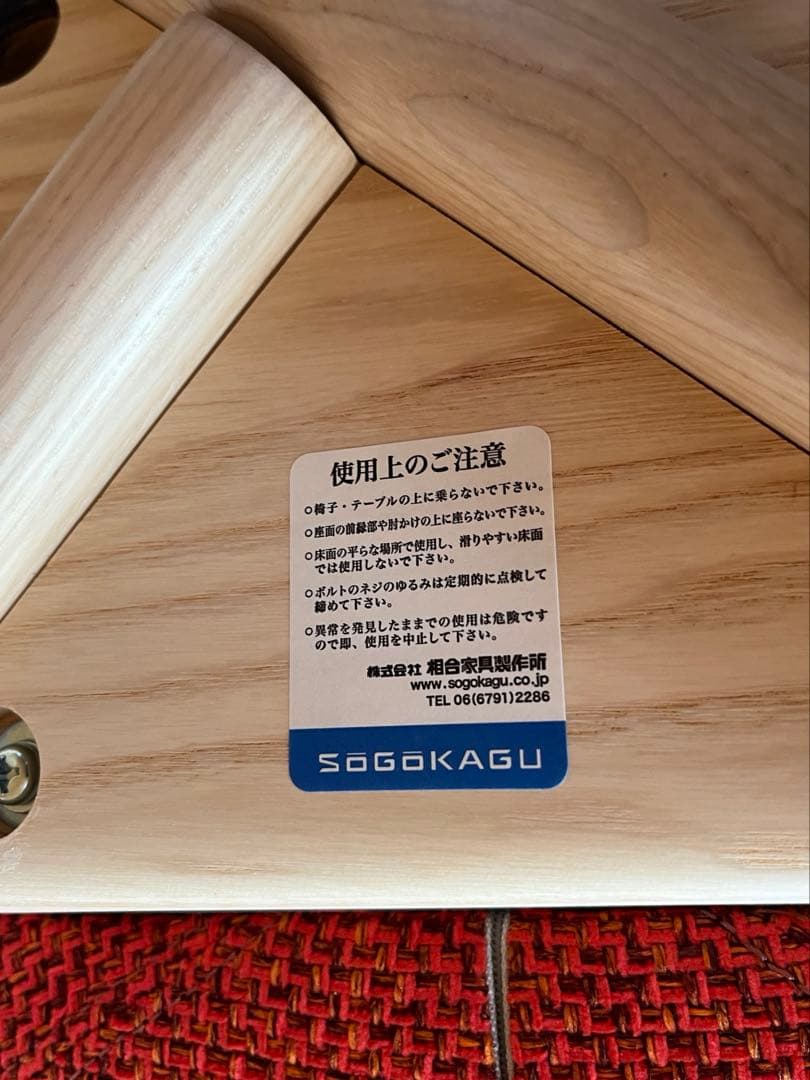 使用上のご注意
○椅子・テーブルの上に乗らないで下さい。
○座面の前縁部や肘かけの上に座らないで下さい。
○床面の平らな場所で使用し、滑りやすい床面
では使用しないで下さい。
○ボルトのネジのゆるみは定期的に点検して
締めて下さい。
○異常を発見したままでの使用は危険です
ので即、使用を中止して下さい。
株式会社 相合家具製作所
www.sogokagu.co.jp
TEL 06(6791)2286
SōGōKAGU